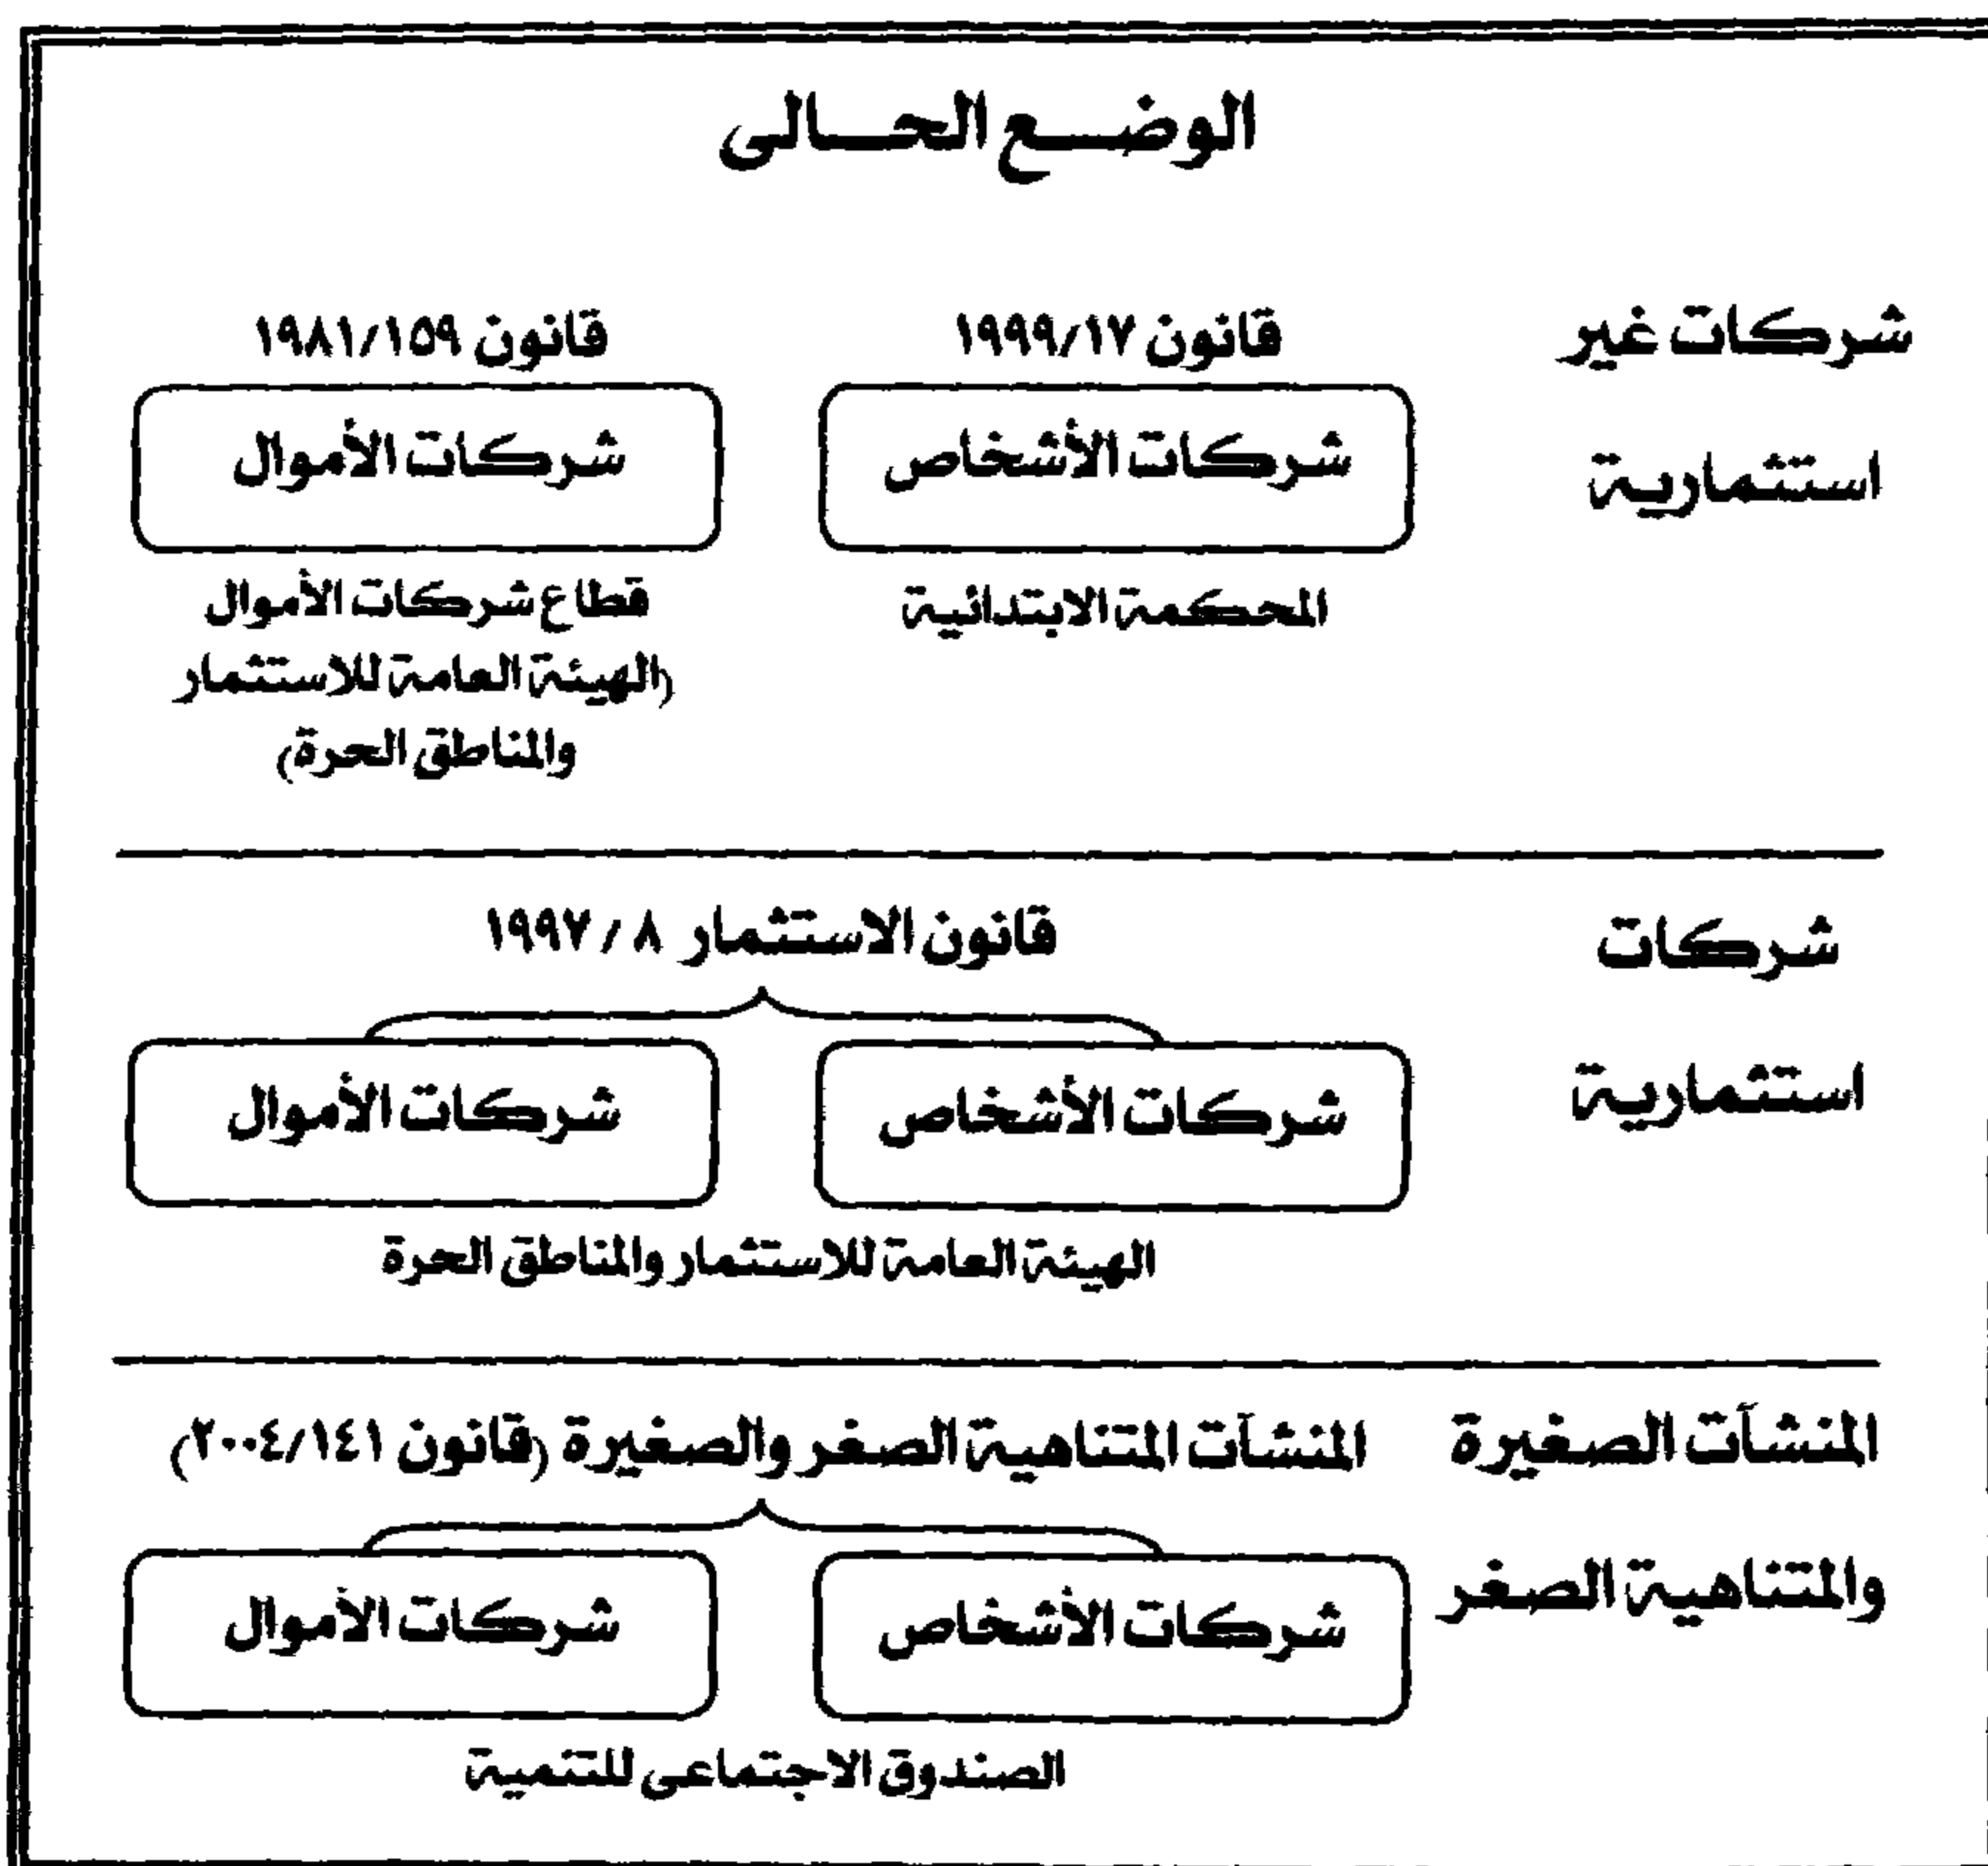 الوضع الحالى
شركات غير
استثمارية
قانون ١٩٩٩/١٧
شركات الأشخاص
المحكمة الابتدائية
قانون ١٩٨١/١٥٩
شركات الأموال
قطاع شركات الأموال
(الهيئة العامة للاستثمار
والمناطق الحرة)
شركات
استثمارية
قانون الاستثمار ١٩٩٧/٨
شركات الأشخاص
شركات الأموال
الهيئة العامة للاستثمار والمناطق الحرة
المنشآت الصغيرة
والمتناهية الصغر
المنشآت المتناهية الصغر والصغيرة (قانون ٢٠٠٤/١٤١)
شركات الأشخاص
شركات الأموال
الصندوق الاجتماعى للتنمية